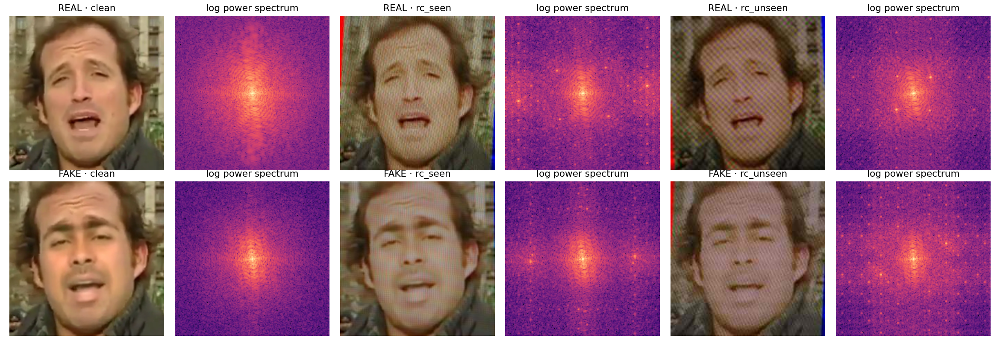 REAL · clean
log power spectrum
REAL · rc_seen
log power spectrum
REAL · rc_unseen
log power spectrum
FAKE · clean
log power spectrum
FAKE · rc_seen
log power spectrum
FAKE · rc_unseen
log power spectrum